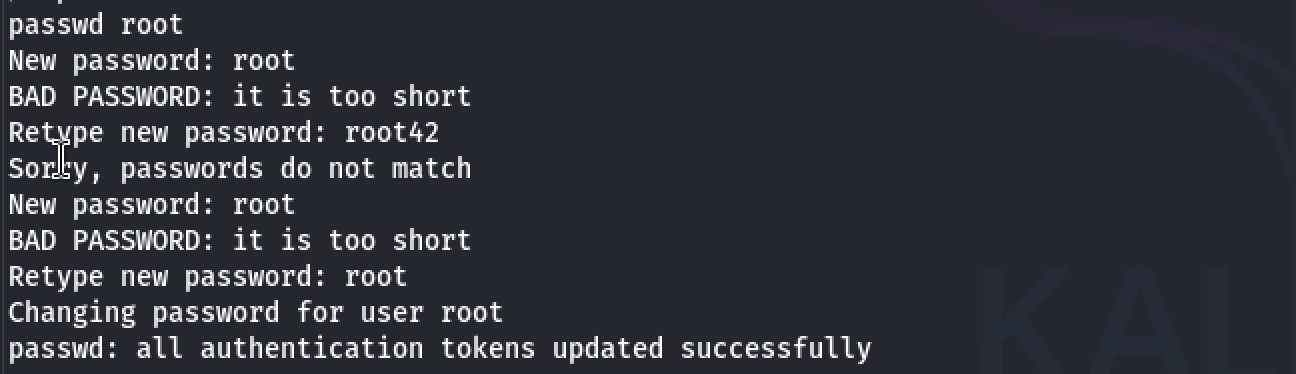 passwd root
New password: root
BAD PASSWORD: it is too short
Retype new password: root42
Sorry, passwords do not match
New password: root
BAD PASSWORD: it is too short
Retype new password: root
Changing password for user root
passwd: all authentication tokens updated successfully
KAL